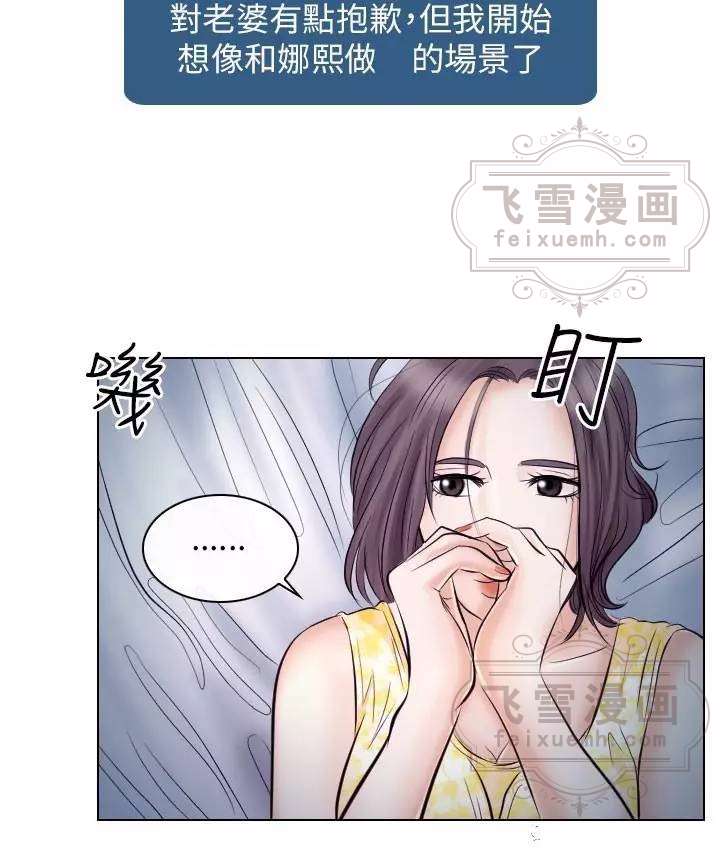 對老婆有點抱歉，但我開始
想像和娜熙做　的場景了
飞雪漫画
feixuemh.com
嘰
盯
……
飞雪漫画
feixuemh.com